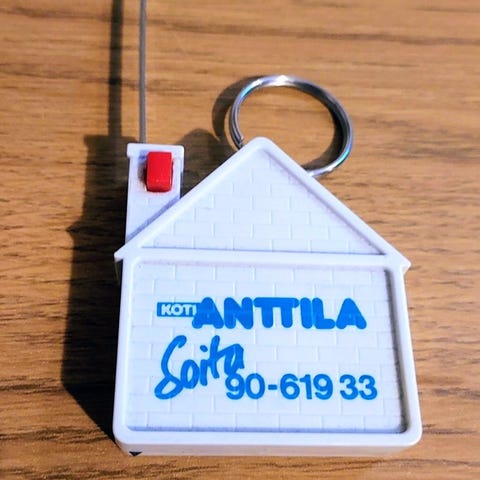 KOTI ANTTILA
Soita
90-619 33